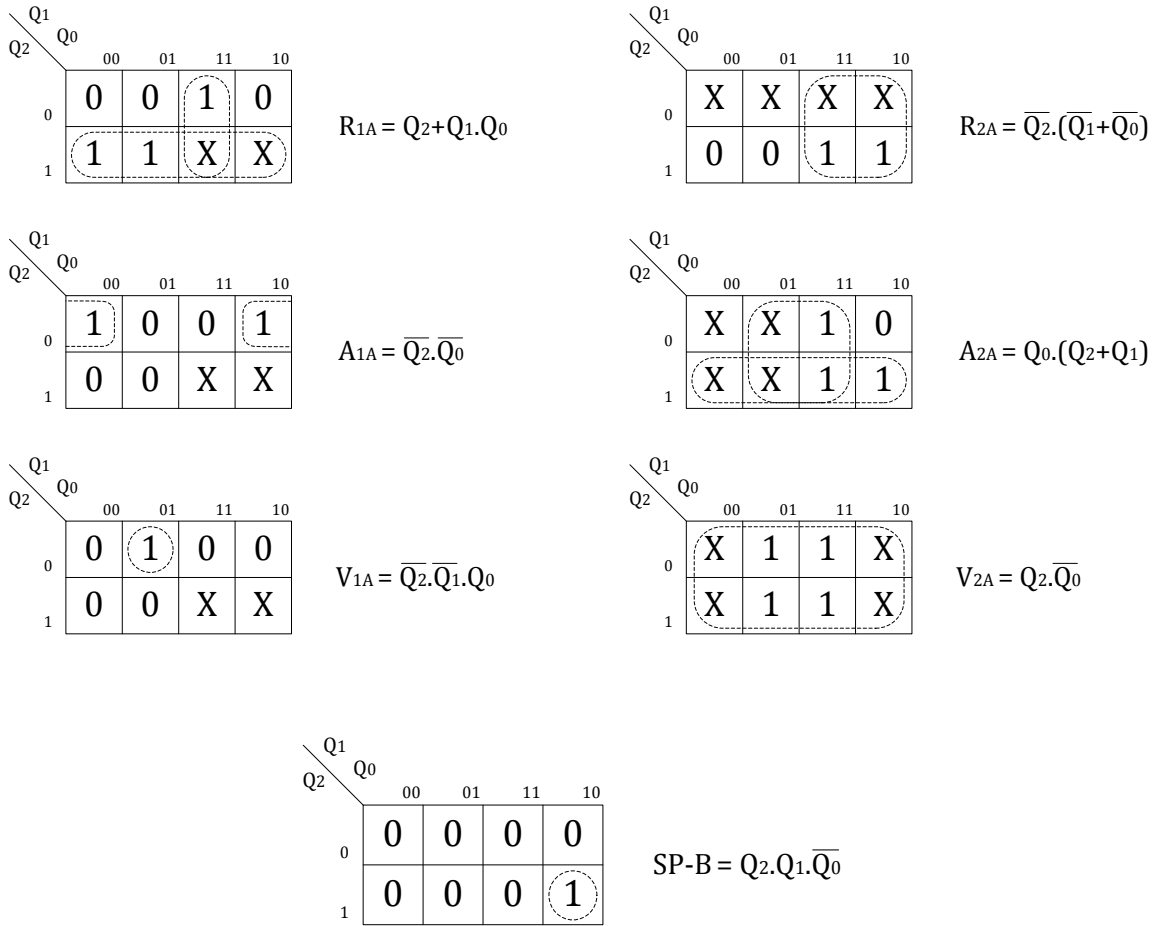 Q1
Q2 Q0
00 01 11 10
0 0 0 1 0
1 1 1 X X
R1A = Q2+Q1.Q0
Q1
Q2 Q0
00 01 11 10
0 X X X X
1 0 0 1 1
R2A = Q̅2.(Q̅1+Q̅0)
Q1
Q2 Q0
00 01 11 10
0 1 0 0 1
1 0 0 X X
A1A = Q̅2.Q̅0
Q1
Q2 Q0
00 01 11 10
0 X X 1 0
1 X X 1 1
A2A = Q0.(Q2+Q1)
Q1
Q2 Q0
00 01 11 10
0 0 1 0 0
1 0 0 X X
V1A = Q̅2.Q̅1.Q0
Q1
Q2 Q0
00 01 11 10
0 X 1 1 X
1 X 1 1 X
V2A = Q2.Q̅0
Q1
Q2 Q0
00 01 11 10
0 0 0 0 0
1 0 0 0 1
SP-B = Q2.Q1.Q̅0